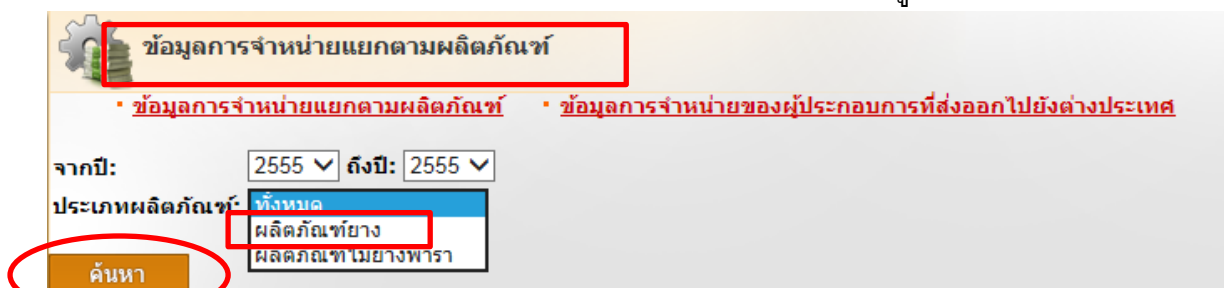 ข้อมูลการจำหน่ายแยกตามผลิตภัณฑ์
ข้อมูลการจำหน่ายแยกตามผลิตภัณฑ์ ข้อมูลการจำหน่ายของผู้ประกอบการที่ส่งออกไปยังต่างประเทศ
จากปี: 2555 ถึงปี: 2555
ประเภทผลิตภัณฑ์: ทั้งหมด
ผลิตภัณฑ์ยาง
ผลิตภัณฑ์ไม้ยางพารา
ค้นหา